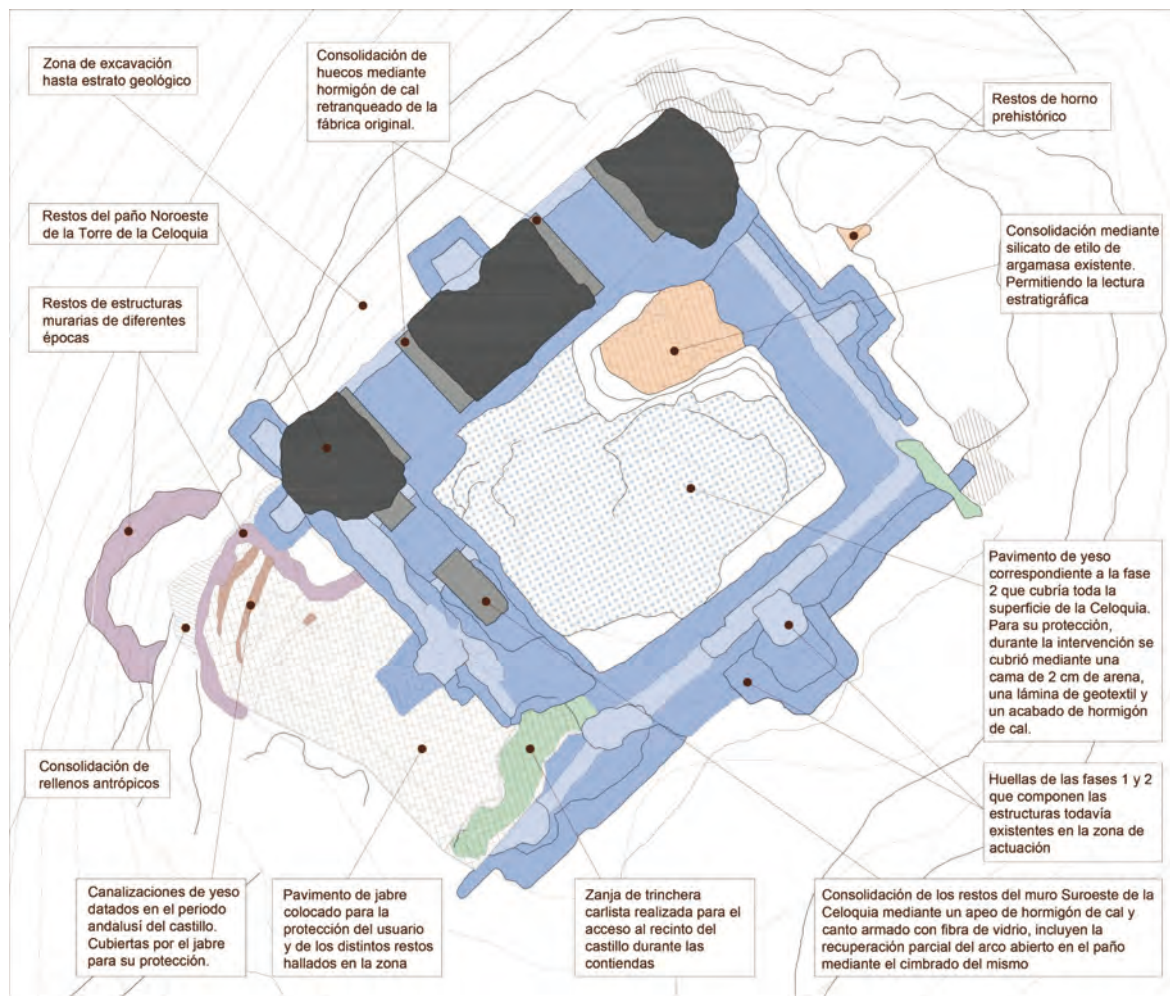 Zona de excavación
hasta estrato geológico
Consolidación de
huecos mediante
hormigón de cal
retranqueado de la
fábrica original.
Restos de horno
prehistórico
Restos del paño Noroeste
de la Torre de la Celoquia
Consolidación mediante
silicato de etilo de
argamasa existente.
Permitiendo la lectura
estratigráfica
Restos de estructuras
murarias de diferentes
épocas
Pavimento de yeso
correspondiente a la fase
2 que cubría toda la
superficie de la Celoquia.
Para su protección,
durante la intervención se
cubrió mediante una
cama de 2 cm de arena,
una lámina de geotextil y
un acabado de hormigón
de cal.
Consolidación de
rellenos antrópicos
Huellas de las fases 1 y 2
que componen las
estructuras todavía
existentes en la zona de
actuación
Canalizaciones de yeso
datados en el periodo
andalusí del castillo.
Cubiertas por el jabre
para su protección.
Pavimento de jabre
colocado para la
protección del usuario
y de los distintos restos
hallados en la zona
Zanja de trinchera
carlista realizada para el
acceso al recinto del
castillo durante las
contiendas
Consolidación de los restos del muro Suroeste de la
Celoquia mediante un apeo de hormigón de cal y
canto armado con fibra de vidrio, incluyen la
recuperación parcial del arco abierto en el paño
mediante el cimbrado del mismo